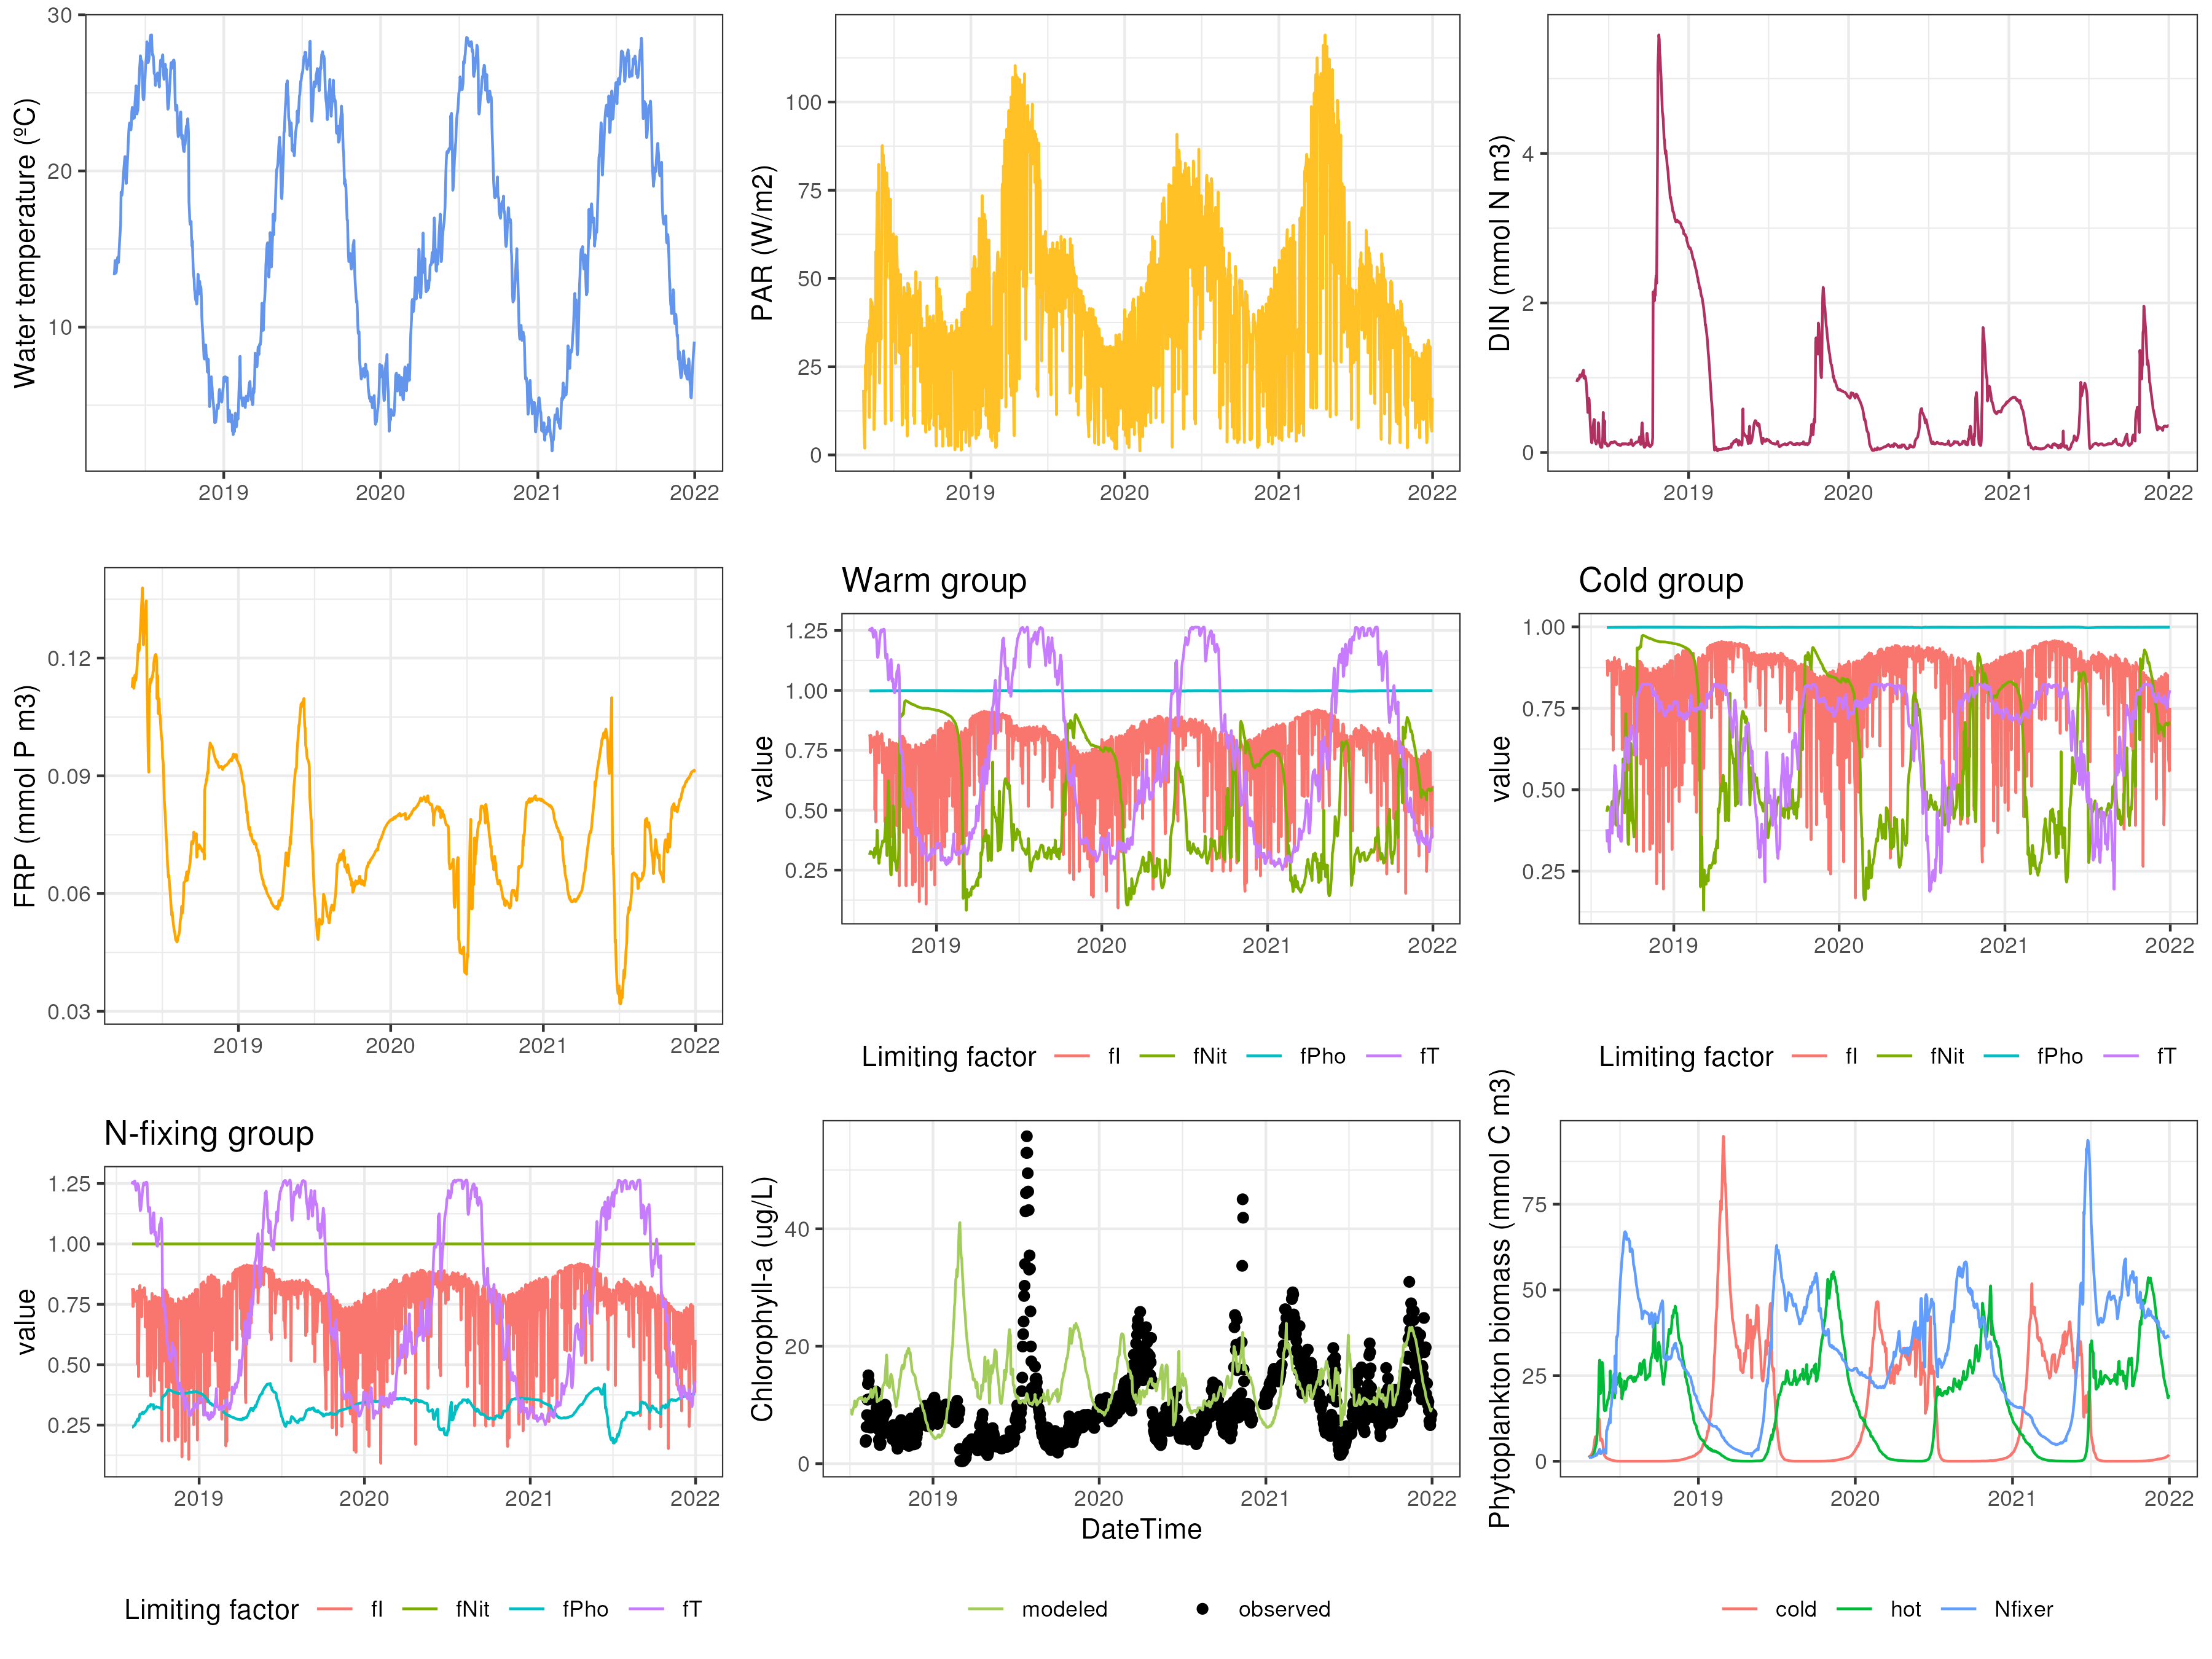 Water temperature (ºC)
30
20
10
2019 2020 2021 2022
PAR (W/m2)
100
75
50
25
0
2019 2020 2021 2022
DIN (mmol N m3)
4
2
0
2019 2020 2021 2022
FRP (mmol P m3)
0.12
0.09
0.06
0.03
2019 2020 2021 2022
Warm group
value
1.25
1.00
0.75
0.50
0.25
2019 2020 2021 2022
Limiting factor fI fNit fPho fT
Cold group
value
1.00
0.75
0.50
0.25
2019 2020 2021 2022
Limiting factor fI fNit fPho fT
N-fixing group
value
1.25
1.00
0.75
0.50
0.25
2019 2020 2021 2022
Limiting factor fI fNit fPho fT
Chlorophyll-a (ug/L)
40
20
0
2019 2020 2021 2022
DateTime
modeled observed
Phytoplankton biomass (mmol C m3)
75
50
25
0
2019 2020 2021 2022
cold hot Nfixer